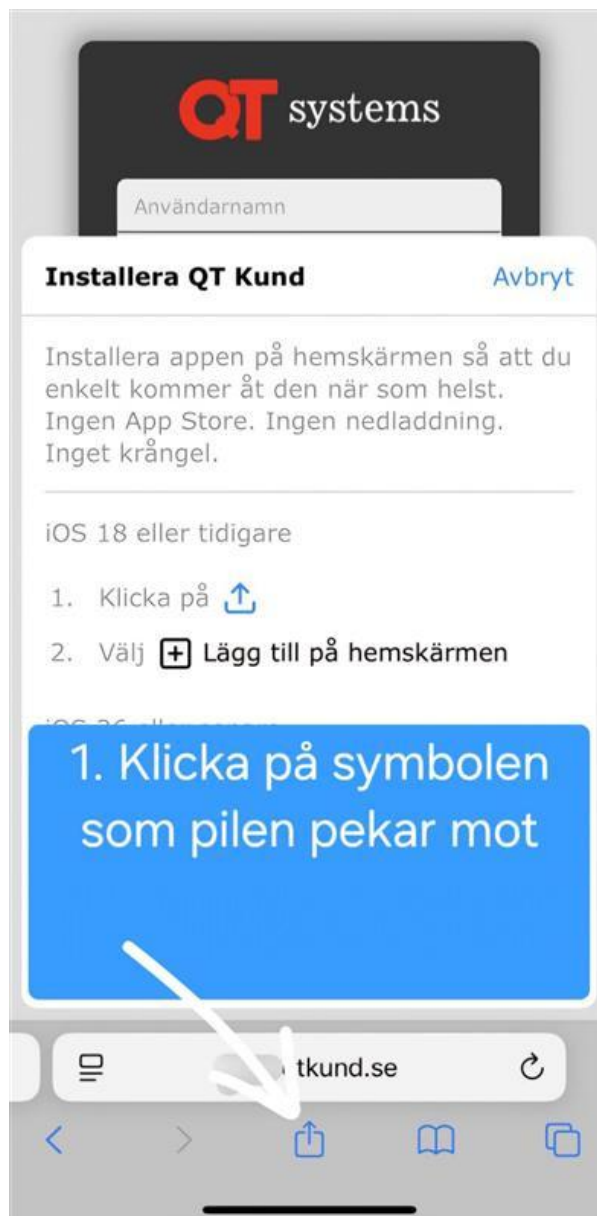 QT systems
Användarnamn
Installera QT Kund Avbryt
Installera appen på hemskärmen så att du
enkelt kommer åt den när som helst.
Ingen App Store. Ingen nedladdning.
Inget krångel.
iOS 18 eller tidigare
1. Klicka på
2. Välj Lägg till på hemskärmen
1. Klicka på symbolen
som pilen pekar mot
tkund.se